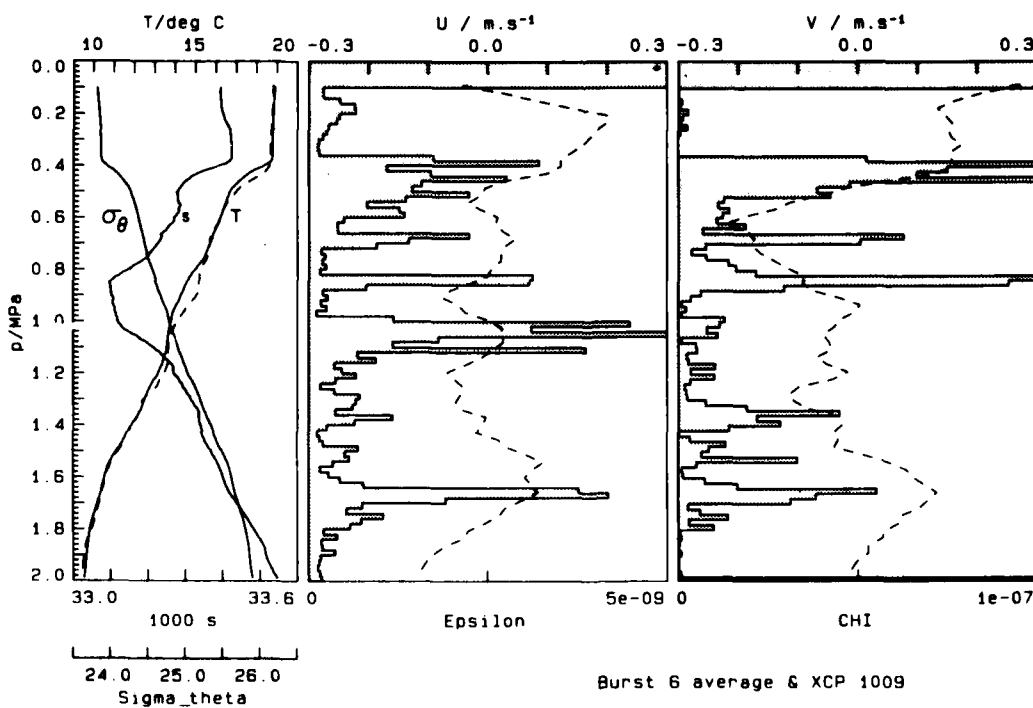 T/deg C
10 15 20
U / m.s⁻¹
-0.3 0.0 0.3
V / m.s⁻¹
-0.3 0.0 0.3
p/MPa
0.0
0.2
0.4
0.6
0.8
1.0
1.2
1.4
1.6
1.8
2.0
σθ
s
T
33.0 33.6
1000 s
24.0 25.0 26.0
Sigma_theta
5e-09
Epsilon
0 1e-07
CHI
Burst 6 average & XCP 1009